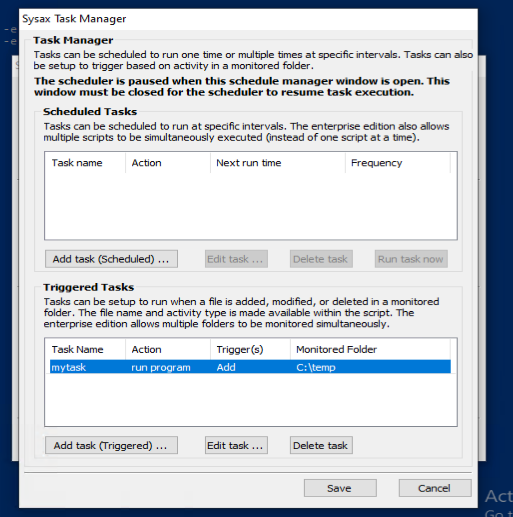 Sysax Task Manager
Task Manager
Tasks can be scheduled to run one time or multiple times at specific intervals. Tasks can also
be setup to trigger based on activity in a monitored folder.
The scheduler is paused when this schedule manager window is open. This
window must be closed for the scheduler to resume task execution.
Scheduled Tasks
Tasks can be scheduled to run at specific intervals. The enterprise edition also allows
multiple scripts to be simultaneously executed (instead of one script at a time).
Task name Action Next run time Frequency
Add task (Scheduled) ... Edit task ... Delete task Run task now
Triggered Tasks
Tasks can be setup to run when a file is added, modified, or deleted in a monitored
folder. The file name and activity type is made available within the script. The
enterprise edition allows multiple folders to be monitored simultaneously.
Task Name Action Trigger(s) Monitored Folder
mytask run program Add C:\temp
Add task (Triggered) ... Edit task ... Delete task
Save Cancel